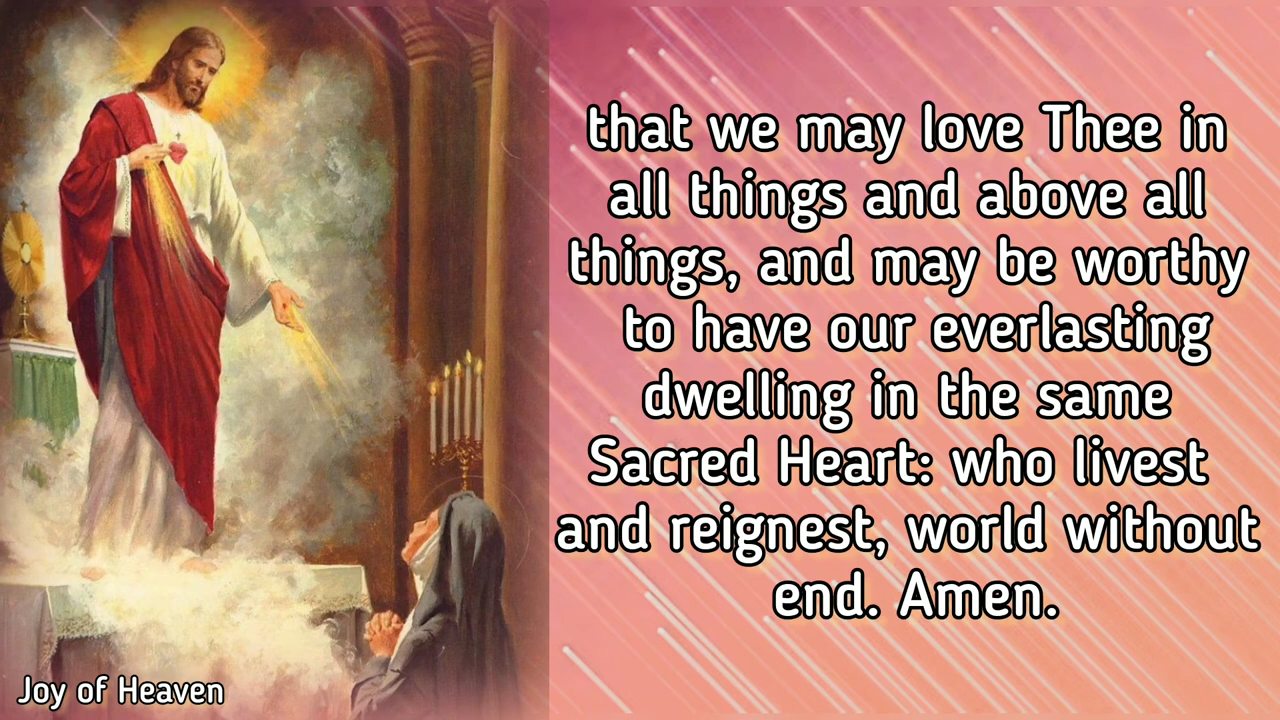 that we may love Thee in
all things and above all
things, and may be worthy
to have our everlasting
dwelling in the same
Sacred Heart: who livest
and reignest, world without
end. Amen.
Joy of Heaven